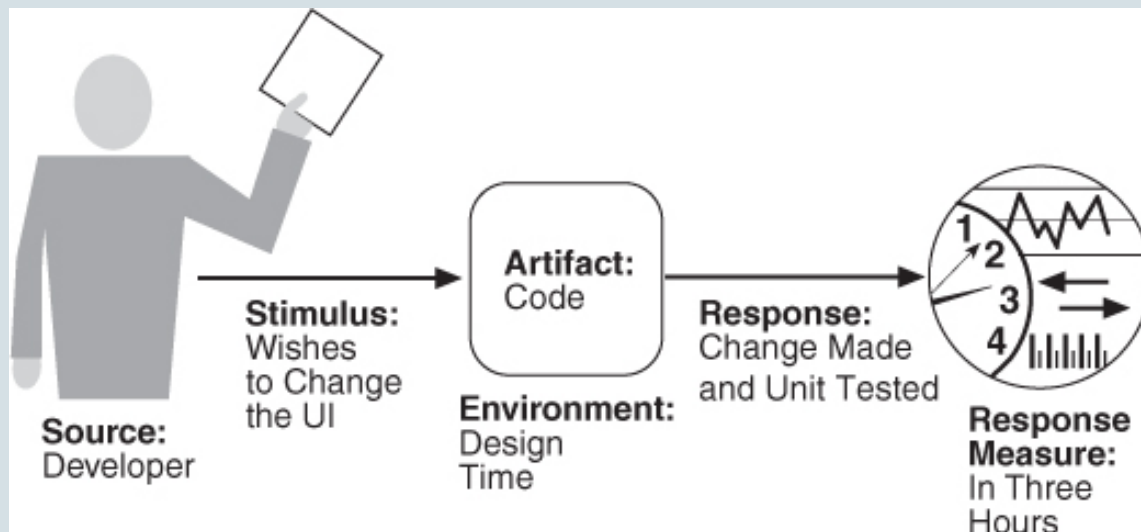 Source:
Developer
Stimulus:
Wishes
to Change
the UI
Artifact:
Code
Environment:
Design
Time
Response:
Change Made
and Unit Tested
1
2
3
4
Response
Measure:
In Three
Hours